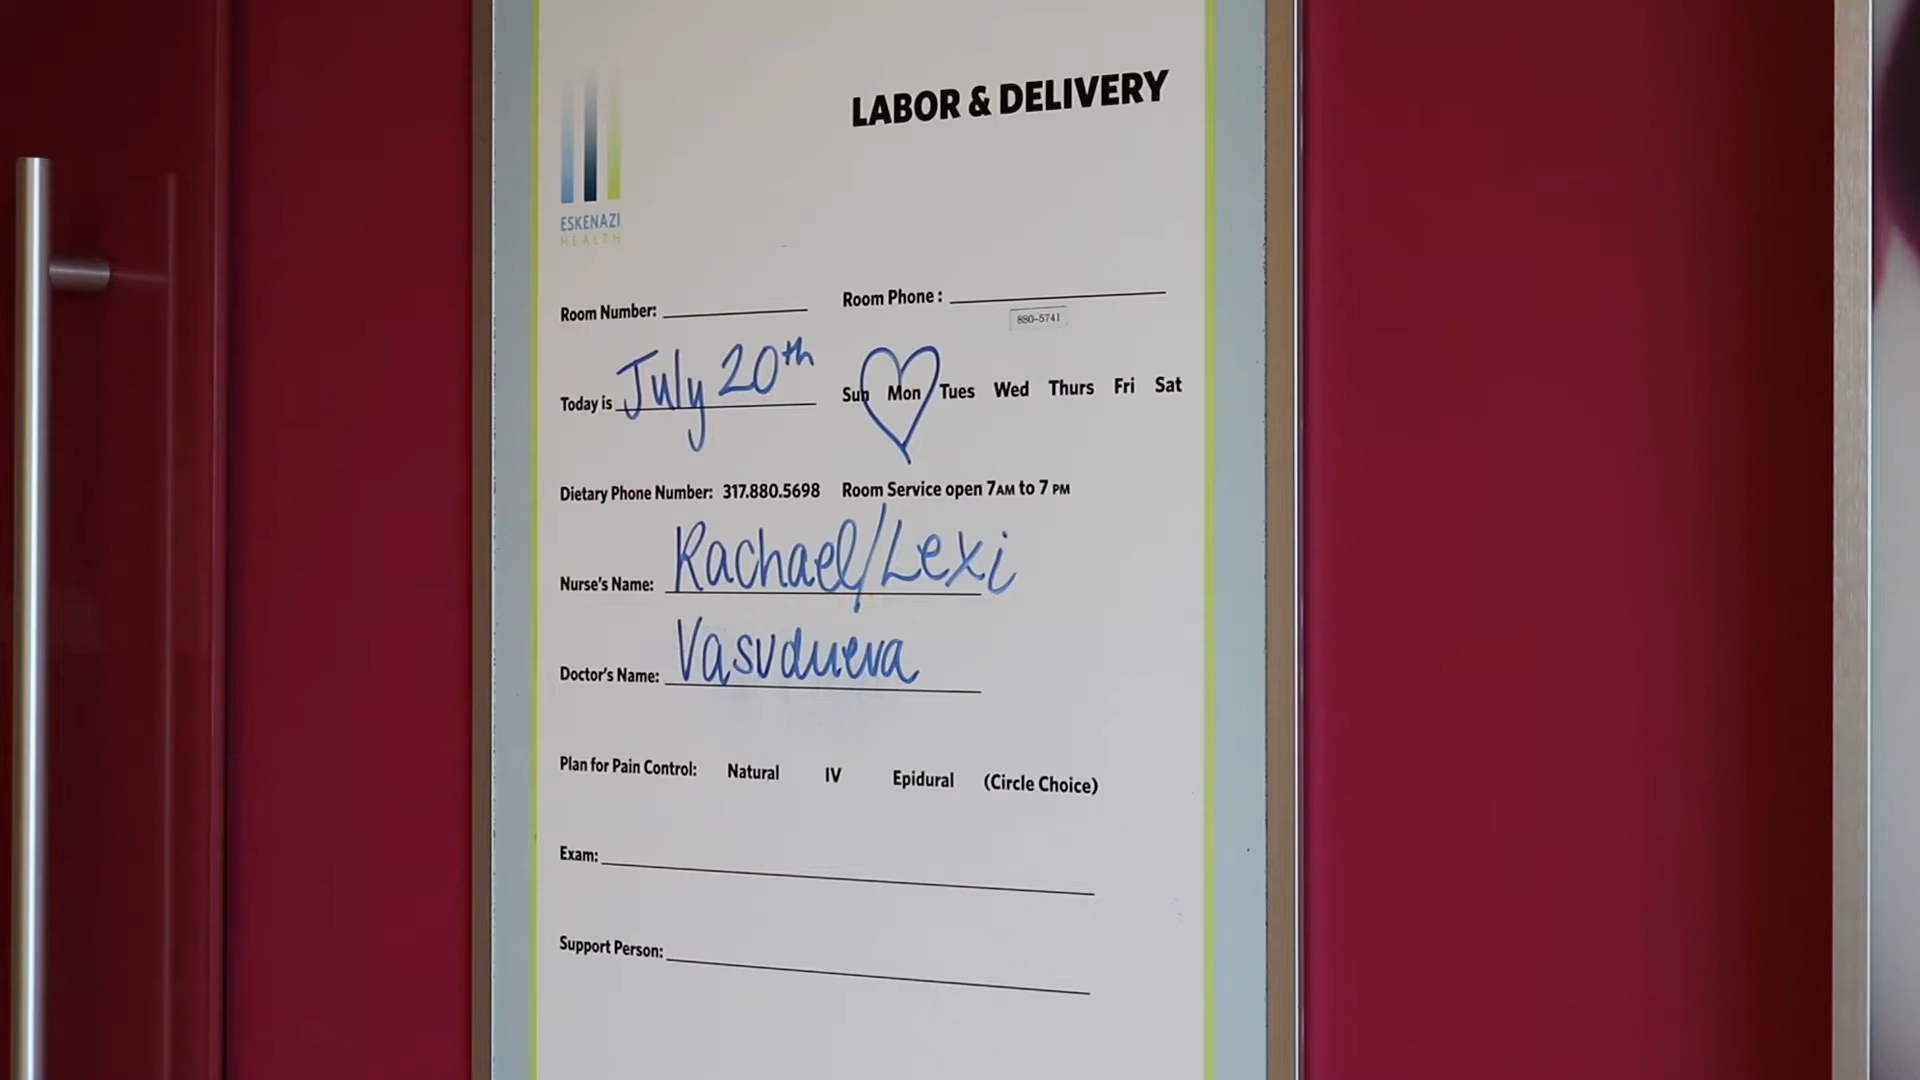 LABOR & DELIVERY
ESKENAZI
HEALTH
Room Number: Room Phone :
880-5741
Today is July 20th Sun Mon Tues Wed Thurs Fri Sat
Dietary Phone Number: 317.880.5698 Room Service open 7AM to 7 PM
Nurse's Name: Rachael/Lexi
Doctor's Name: Vasudueva
Plan for Pain Control: Natural IV Epidural (Circle Choice)
Exam:
Support Person: